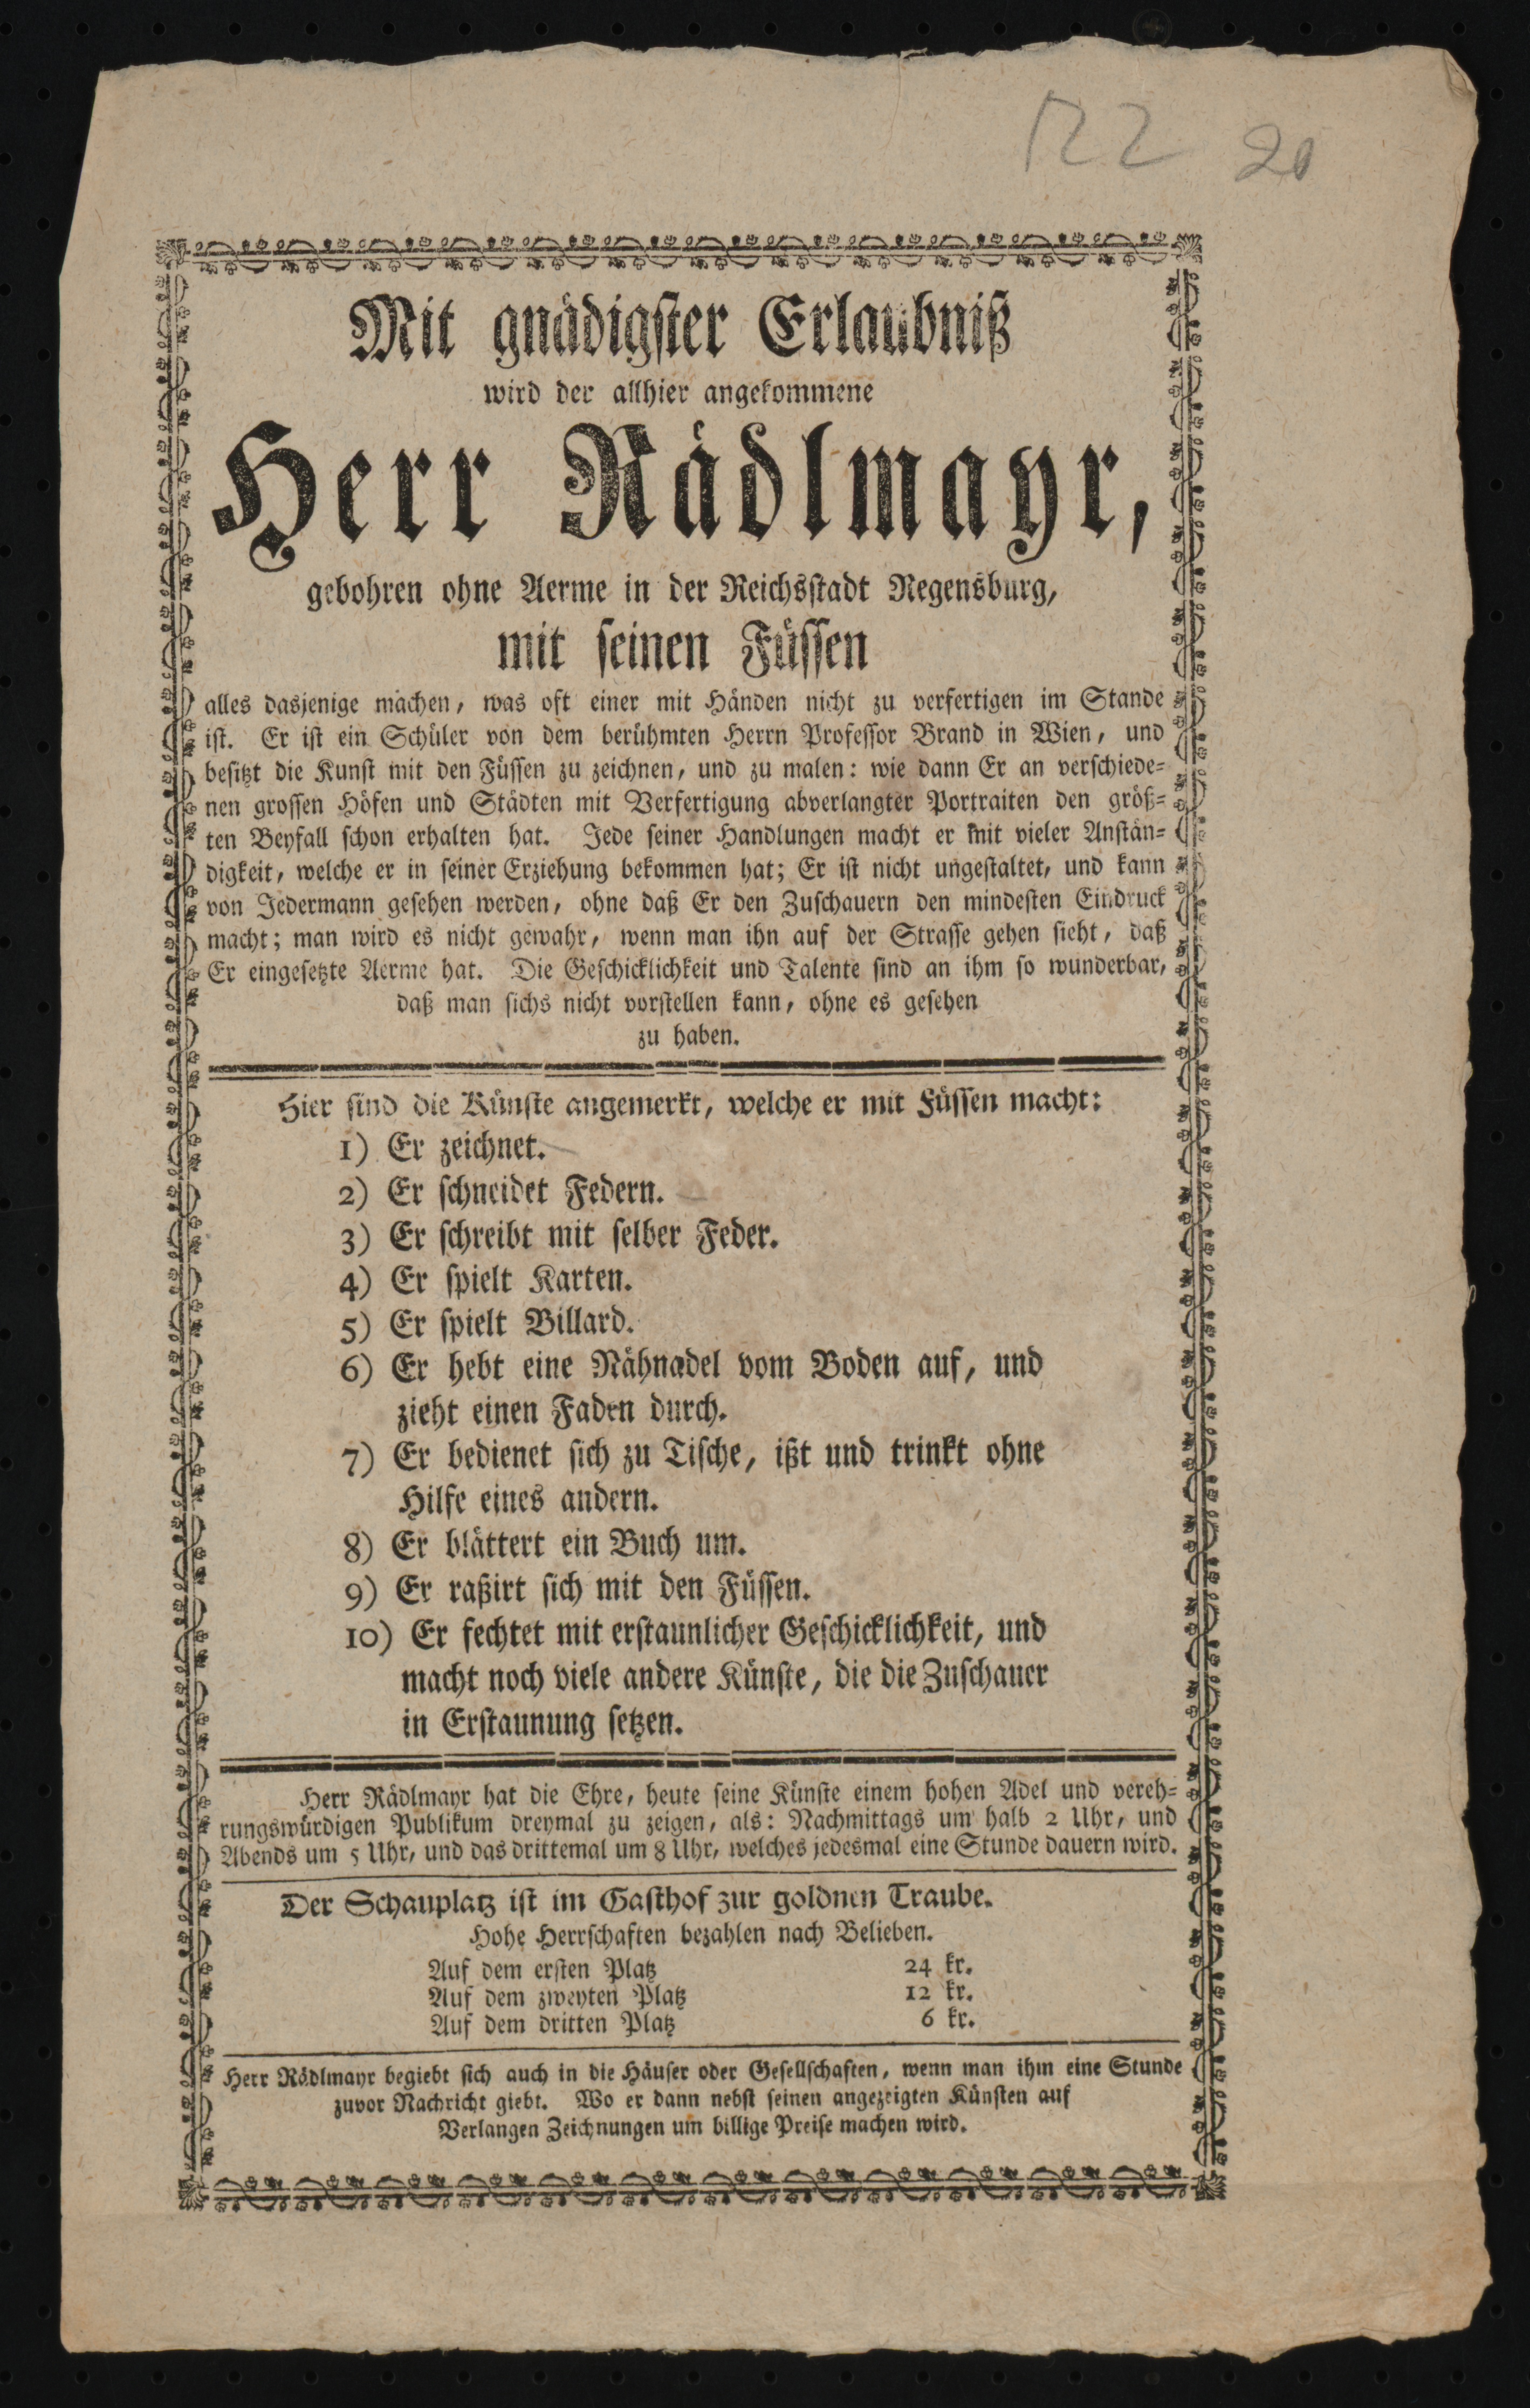 122 20
Mit gnädigster Erlaubniß
wird der allhier angekommene
Herr Rädlmayr,
gebohren ohne Aerme in der Reichsstadt Regensburg,
mit seinen Füssen
alles dasjenige machen, was oft einer mit Händen nicht zu verfertigen im Stande
ist. Er ist ein Schüler von dem berühmten Herrn Professor Brand in Wien, und
besitzt die Kunst mit den Füssen zu zeichnen, und zu malen: wie dann Er an verschiede-
nen grossen Höfen und Städten mit Verfertigung abverlangter Portraiten den größ-
ten Beyfall schon erhalten hat. Jede seiner Handlungen macht er mit vieler Anstän-
digkeit, welche er in seiner Erziehung bekommen hat; Er ist nicht ungestaltet, und kann
von Jedermann gesehen werden, ohne daß Er den Zuschauern den mindesten Eindruck
macht; man wird es nicht gewahr, wenn man ihn auf der Strasse gehen sieht, daß
Er eingesetzte Aerme hat. Die Geschicklichkeit und Talente sind an ihm so wunderbar,
daß man sichs nicht vorstellen kann, ohne es gesehen
zu haben.
Hier sind die Künste angemerkt, welche er mit Füssen macht:
1) Er zeichnet.
2) Er schneidet Federn.
3) Er schreibt mit selber Feder.
4) Er spielt Karten.
5) Er spielt Billard.
6) Er hebt eine Nähnadel vom Boden auf, und
zieht einen Faden durch.
7) Er bedienet sich zu Tische, ißt und trinkt ohne
Hilfe eines andern.
8) Er blättert ein Buch um.
9) Er raßirt sich mit den Füssen.
10) Er fechtet mit erstaunlicher Geschicklichkeit, und
macht noch viele andere Künste, die die Zuschauer
in Erstaunung setzen.
Herr Rädlmayr hat die Ehre, heute seine Künste einem hohen Adel und vereh-
rungswürdigen Publikum dreymal zu zeigen, als: Nachmittags um halb 2 Uhr, und
Abends um 5 Uhr, und das drittemal um 8 Uhr, welches jedesmal eine Stunde dauern wird.
Der Schauplatz ist im Gasthof zur goldnen Traube.
Hohe Herrschaften bezahlen nach Belieben.
Auf dem ersten Platz 24 kr.
Auf dem zweyten Platz 12 kr.
Auf dem dritten Platz 6 kr.
Herr Rädlmayr begiebt sich auch in die Häuser oder Gesellschaften, wenn man ihm eine Stunde
zuvor Nachricht giebt. Wo er dann nebst seinen angezeigten Künsten auf
Verlangen Zeichnungen um billige Preise machen wird.